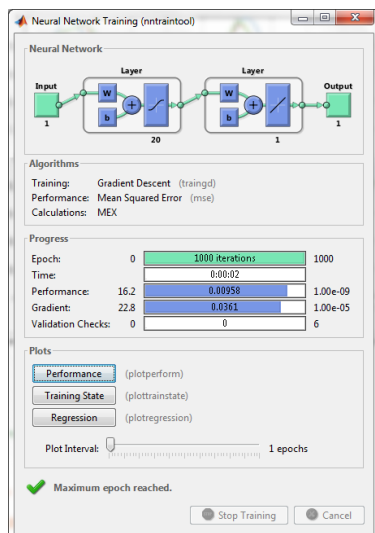 Neural Network Training (nntraintool)
Neural Network
Layer Layer
Input Output
W W
b b
1 1
20 1
Algorithms
Training: Gradient Descent (traingd)
Performance: Mean Squared Error (mse)
Calculations: MEX
Progress
Epoch: 0 1000 iterations 1000
Time: 0:00:02
Performance: 16.2 0.00958 1.00e-09
Gradient: 22.8 0.0361 1.00e-05
Validation Checks: 0 0 6
Plots
Performance (plotperform)
Training State (plottrainstate)
Regression (plotregression)
Plot Interval: 1 epochs
Maximum epoch reached.
Stop Training Cancel